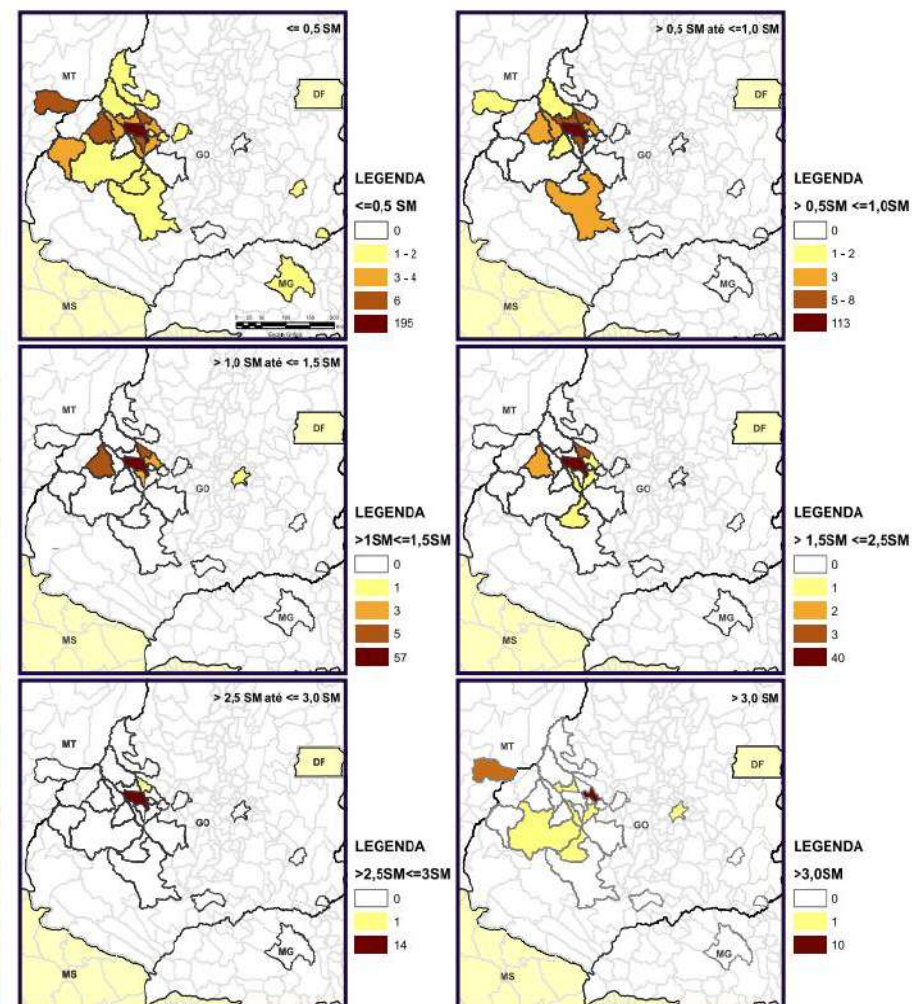 <= 0,5 SM
MT
DF
GO
MS
MG
LEGENDA
<=0,5 SM
0
1 - 2
3 - 4
6
195
> 0,5 SM até <=1,0 SM
MT
DF
GO
MS
MG
LEGENDA
> 0,5SM <=1,0SM
0
1 - 2
3
5 - 8
113
> 1,0 SM até <= 1,5 SM
MT
DF
GO
MS
MG
LEGENDA
>1SM<=1,5SM
0
1
3
5
57
MT
DF
GO
MS
MG
LEGENDA
> 1,5SM <=2,5SM
0
1
2
3
40
> 2,5 SM até <= 3,0 SM
MT
DF
GO
MS
MG
LEGENDA
>2,5SM<=3SM
0
1
14
> 3,0 SM
MT
DF
GO
MS
MG
LEGENDA
>3,0SM
0
1
10